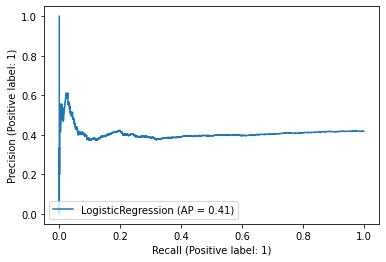 1.0
0.8
0.6
0.4
0.2
0.0
Precision (Positive label: 1)
LogisticRegression (AP = 0.41)
0.0 0.2 0.4 0.6 0.8 1.0
Recall (Positive label: 1)